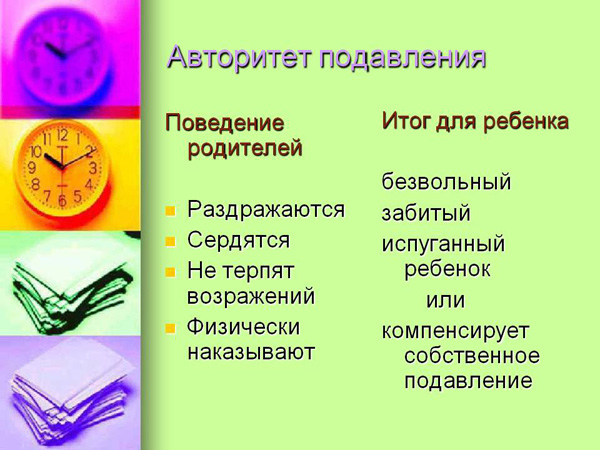 Авторитет подавления
Поведение
родителей
Раздражаются
Сердятся
Не терпят
возражений
Физически
наказывают
Итог для ребенка
безвольный
забитый
испуганный
ребенок
или
компенсирует
собственное
подавление